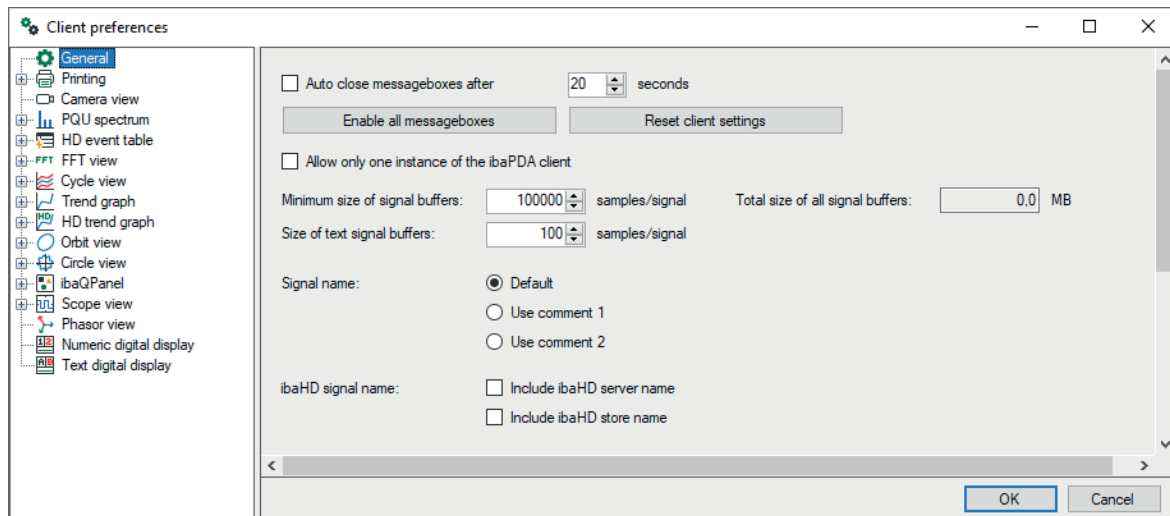 Client preferences
General
Printing
Camera view
PQU spectrum
HD event table
FFT FFT view
Cycle view
Trend graph
HD HD trend graph
Orbit view
Circle view
ibaQPanel
Scope view
Phasor view
12 Numeric digital display
AB Text digital display
Auto close messageboxes after 20 seconds
Enable all messageboxes Reset client settings
Allow only one instance of the ibaPDA client
Minimum size of signal buffers: 100000 samples/signal Total size of all signal buffers: 0,0 MB
Size of text signal buffers: 100 samples/signal
Signal name: Default
Use comment 1
Use comment 2
ibaHD signal name: Include ibaHD server name
Include ibaHD store name
OK Cancel